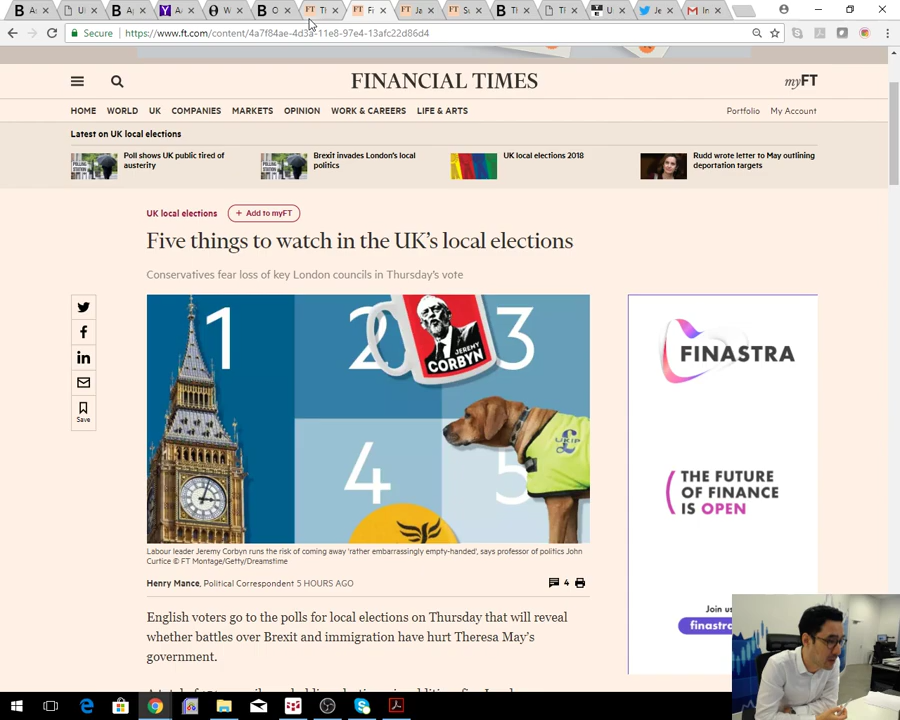 Secure https://www.ft.com/content/4a7f84ae-4d3a-11e8-97e4-13afc22d86d4
FINANCIAL TIMES
myFT
HOME WORLD UK COMPANIES MARKETS OPINION WORK & CAREERS LIFE & ARTS
Portfolio My Account
Latest on UK local elections
Poll shows UK public tired of
austerity
Brexit invades London's local
politics
UK local elections 2018
Rudd wrote letter to May outlining
deportation targets
UK local elections + Add to myFT
Five things to watch in the UK's local elections
Conservatives fear loss of key London councils in Thursday's vote
1 2 3
JEREMY
CORBYN
UKIP
£
4 5
Save
FINASTRA
THE FUTURE
OF FINANCE
IS OPEN
Labour leader Jeremy Corbyn runs the risk of coming away 'rather embarrassingly empty-handed', says professor of politics John
Curtice © FT Montage/Getty/Dreamstime
Henry Mance, Political Correspondent 5 HOURS AGO
4
Join us
English voters go to the polls for local elections on Thursday that will reveal
whether battles over Brexit and immigration have hurt Theresa May's
government.